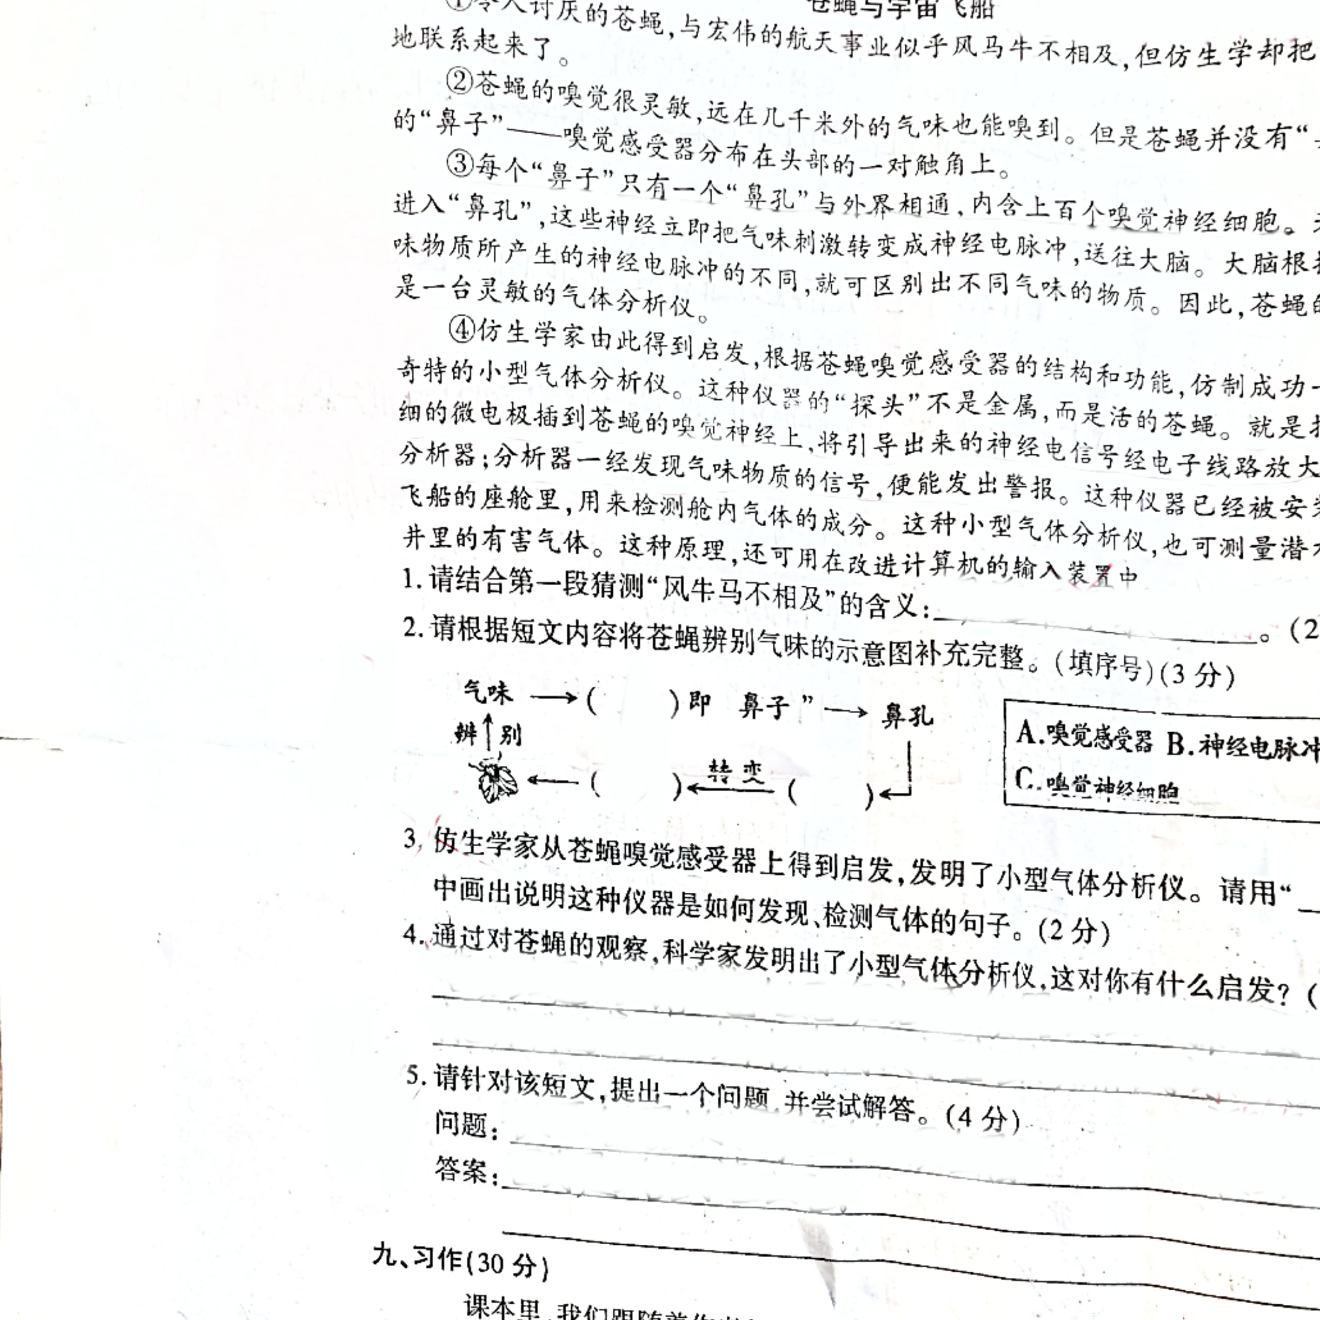 苍蝇与宇宙飞船
①令人讨厌的苍蝇,与宏伟的航天事业似乎风马牛不相及,但仿生学却把
地联系起来了。
②苍蝇的嗅觉很灵敏,远在几千米外的气味也能嗅到。但是苍蝇并没有“
的“鼻子”——嗅觉感受器分布在头部的一对触角上。
③每个“鼻子”只有一个“鼻孔”与外界相通,内含上百个嗅觉神经细胞。
进入“鼻孔”,这些神经立即把气味刺激转变成神经电脉冲,送往大脑。大脑根
味物质所产生的神经电脉冲的不同,就可区别出不同气味的物质。因此,苍蝇的
是一台灵敏的气体分析仪。
④仿生学家由此得到启发,根据苍蝇嗅觉感受器的结构和功能,仿制成功一
奇特的小型气体分析仪。这种仪器的“探头”不是金属,而是活的苍蝇。就是
细的微电极插到苍蝇的嗅觉神经上,将引导出来的神经电信号经电子线路放大
分析器;分析器一经发现气味物质的信号,便能发出警报。这种仪器已经被安
飞船的座舱里,用来检测舱内气体的成分。这种小型气体分析仪,也可测量潜
井里的有害气体。这种原理,还可用在改进计算机的输入装置中
1.请结合第一段猜测“风牛马不相及”的含义:。(2
2.请根据短文内容将苍蝇辨别气味的示意图补充完整。(填序号)(3分)
气味→( )即 鼻子”→鼻孔
辨别
←( )转变←( )
A.嗅觉感受器 B.神经电脉冲
C.嗅觉神经细胞
3.仿生学家从苍蝇嗅觉感受器上得到启发,发明了小型气体分析仪。请用“
中画出说明这种仪器是如何发现、检测气体的句子。(2分)
4.通过对苍蝇的观察,科学家发明出了小型气体分析仪,这对你有什么启发?(
5.请针对该短文,提出一个问题,并尝试解答。(4分)
问题:
答案:
九、习作(30分)
课本里,我们跟随着